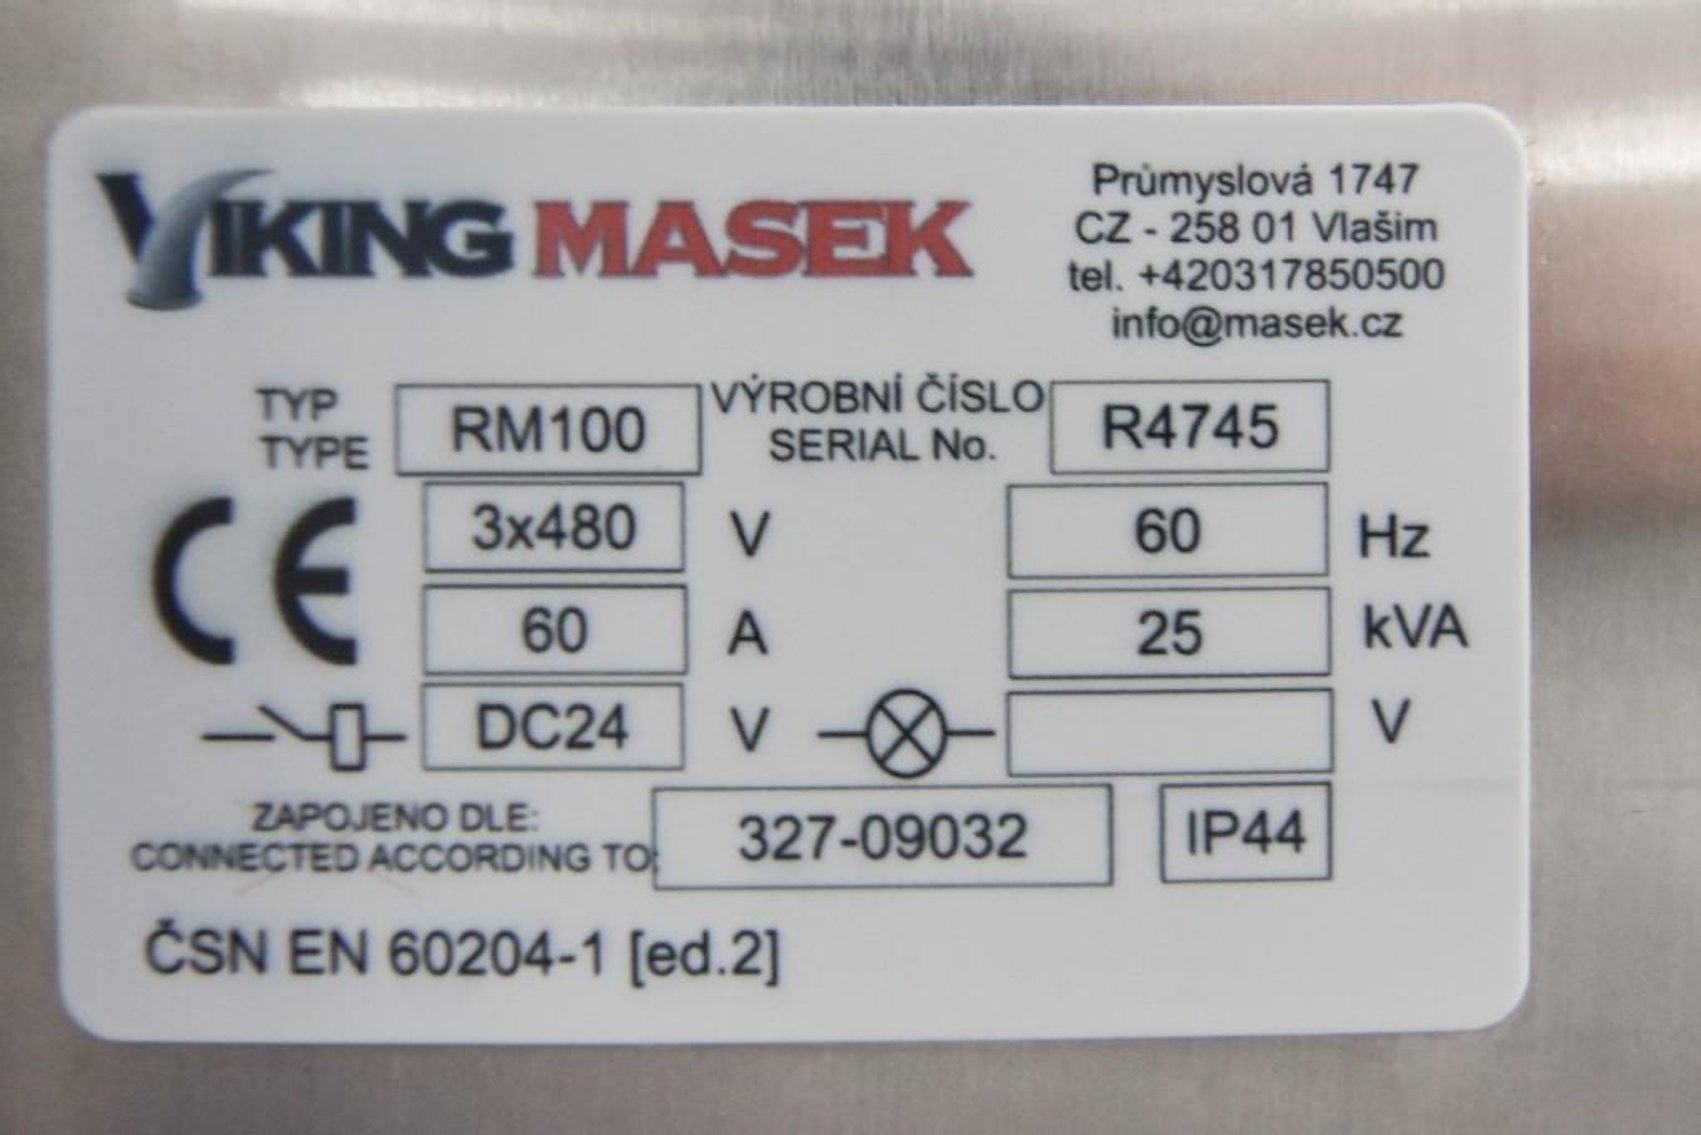 VIKING MASEK
Průmyslová 1747
CZ - 258 01 Vlašim
tel. +420317850500
info@masek.cz
TYP
TYPE
RM100
VÝROBNÍ ČÍSLO
SERIAL No.
R4745
CE
3x480 V
60 Hz
60 A
25 kVA
DC24 V
V
ZAPOJENO DLE:
CONNECTED ACCORDING TO:
327-09032
IP44
ČSN EN 60204-1 [ed.2]